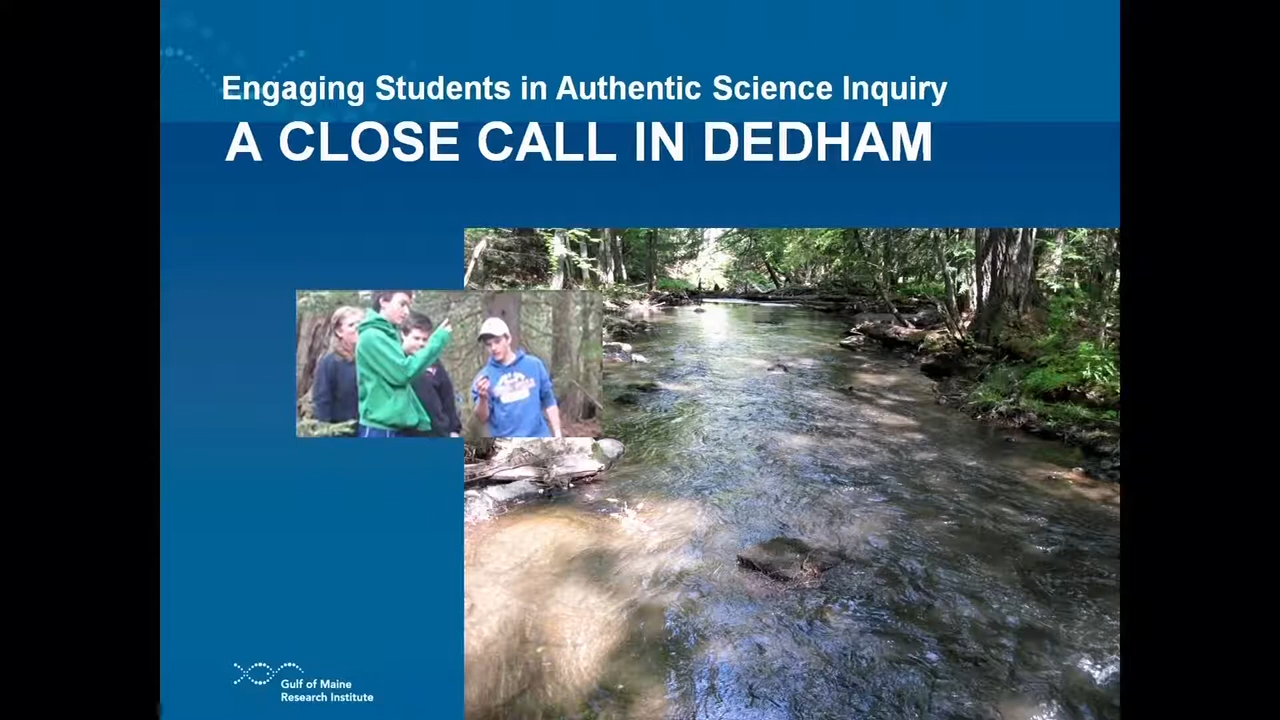 Engaging Students in Authentic Science Inquiry
A CLOSE CALL IN DEDHAM
Gulf of Maine
Research Institute